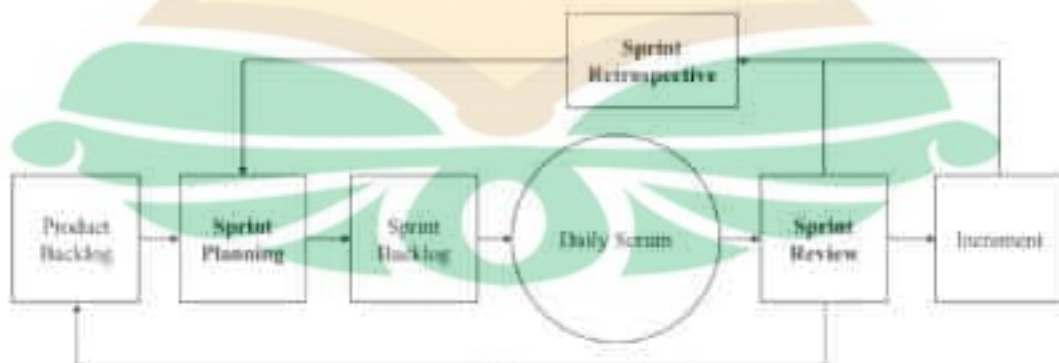 Sprint
Retrospective
Product
Backlog
Sprint
Planning
Sprint
Backlog
Daily Scrum
Sprint
Review
Increment